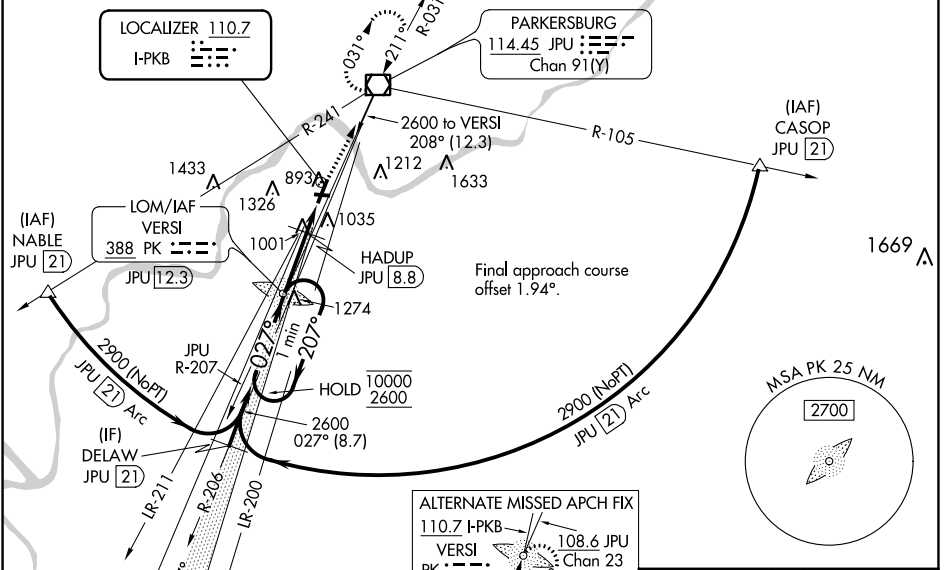 LOCALIZER 110.7
I-PKB
031°
211°
R-031
PARKERSBURG
114.45 JPU
Chan 91(Y)
R-241
2600 to VERSI
208° (12.3)
R-105
(IAF)
CASOP
JPU 21
1433
1326
893
1212
1633
LOM/IAF
VERSI
388 PK
JPU 12.3
1035
1001
HADUP
JPU 8.8
(IAF)
NABLE
JPU 21
1669
Final approach course
offset 1.94°.
1274
JPU
R-207
027°
1 min
207°
HOLD 10000
2600
2900 (NoPT)
JPU 21 Arc
2900 (NoPT)
JPU 21 Arc
2600
027° (8.7)
(IF)
DELAW
JPU 21
MSA PK 25 NM
2700
LR-211
R-206
LR-200
ALTERNATE MISSED APCH FIX
110.7 I-PKB
108.6 JPU
VERSI
Chan 23
PK